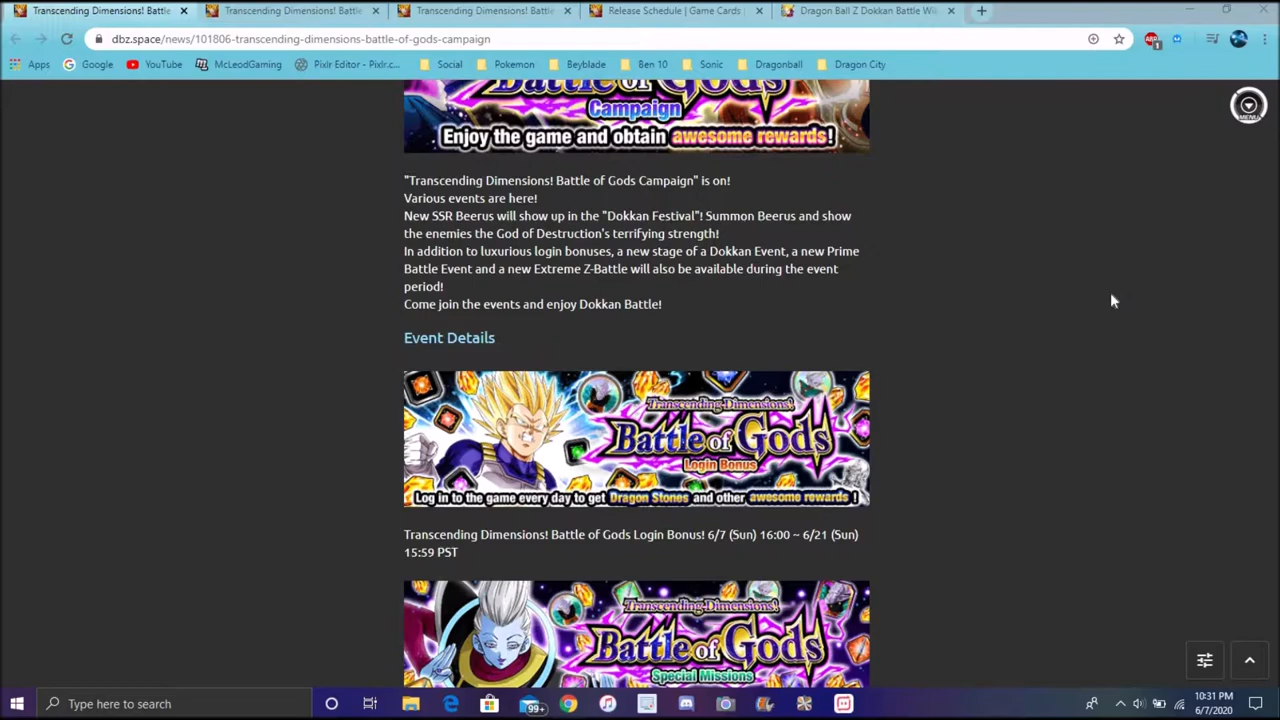 Transcending Dimensions! Battle
Transcending Dimensions! Battle
Transcending Dimensions! Battle
Release Schedule | Game Cards
Dragon Ball Z Dokkan Battle Wi
dbz.space/news/101806-transcending-dimensions-battle-of-gods-campaign
1
Apps
Google
YouTube
McLeodGaming
Pixlr Editor - Pixlr.c...
Social
Pokemon
Beyblade
Ben 10
Sonic
Dragonball
Dragon City
MENU
Battle of Gods
Campaign
Enjoy the game and obtain awesome rewards!
"Transcending Dimensions! Battle of Gods Campaign" is on!
Various events are here!
New SSR Beerus will show up in the "Dokkan Festival"! Summon Beerus and show
the enemies the God of Destruction's terrifying strength!
In addition to luxurious login bonuses, a new stage of a Dokkan Event, a new Prime
Battle Event and a new Extreme Z-Battle will also be available during the event
period!
Come join the events and enjoy Dokkan Battle!
Event Details
Transcending Dimensions!
Battle of Gods
Login Bonus
Log in to the game every day to get Dragon Stones and other awesome rewards !
Transcending Dimensions! Battle of Gods Login Bonus! 6/7 (Sun) 16:00 ~ 6/21 (Sun)
15:59 PST
Transcending Dimensions!
Battle of Gods
Special Missions
Type here to search
99+
10:31 PM
6/7/2020